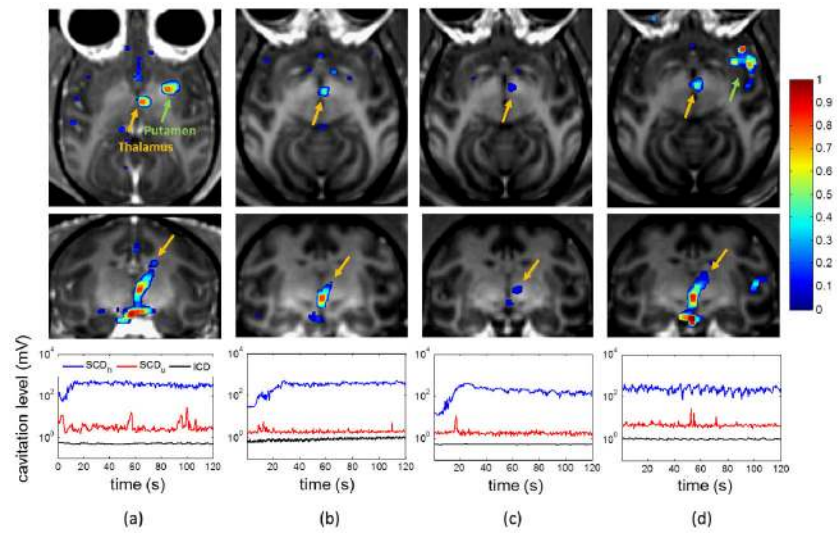 Putamen
Thalamus
1
0.9
0.8
0.7
0.6
0.5
0.4
0.3
0.2
0.1
0
cavitation level (mV)
10^4
10^2
10^0
SCD_h SCD_u ICD
0 20 40 60 80 100 120
time (s)
10^4
10^2
10^0
20 40 60 80 100 120
time (s)
10^4
10^2
10^0
20 40 60 80 100 120
time (s)
10^4
10^2
10^0
20 40 60 80 100 120
time (s)
(a) (b) (c) (d)